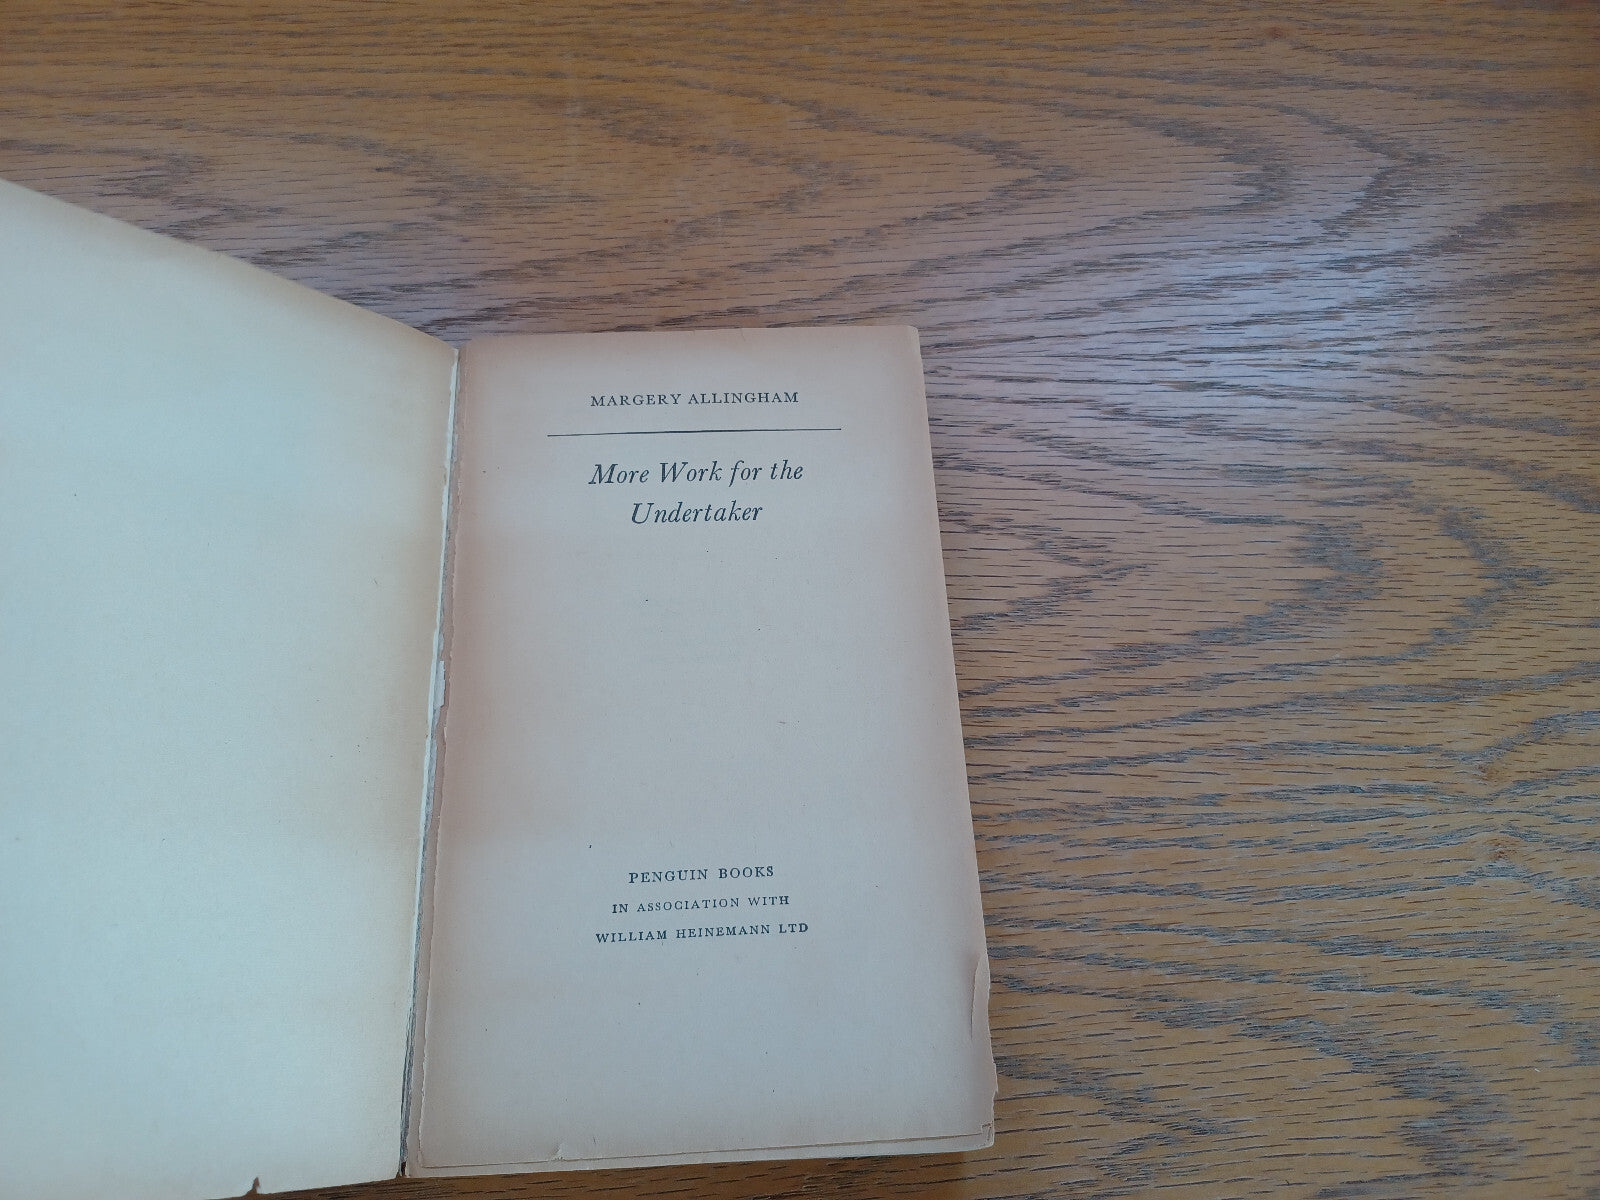 MARGERY ALLINGHAM
More Work for the
Undertaker
PENGUIN BOOKS
IN ASSOCIATION WITH
WILLIAM HEINEMANN LTD